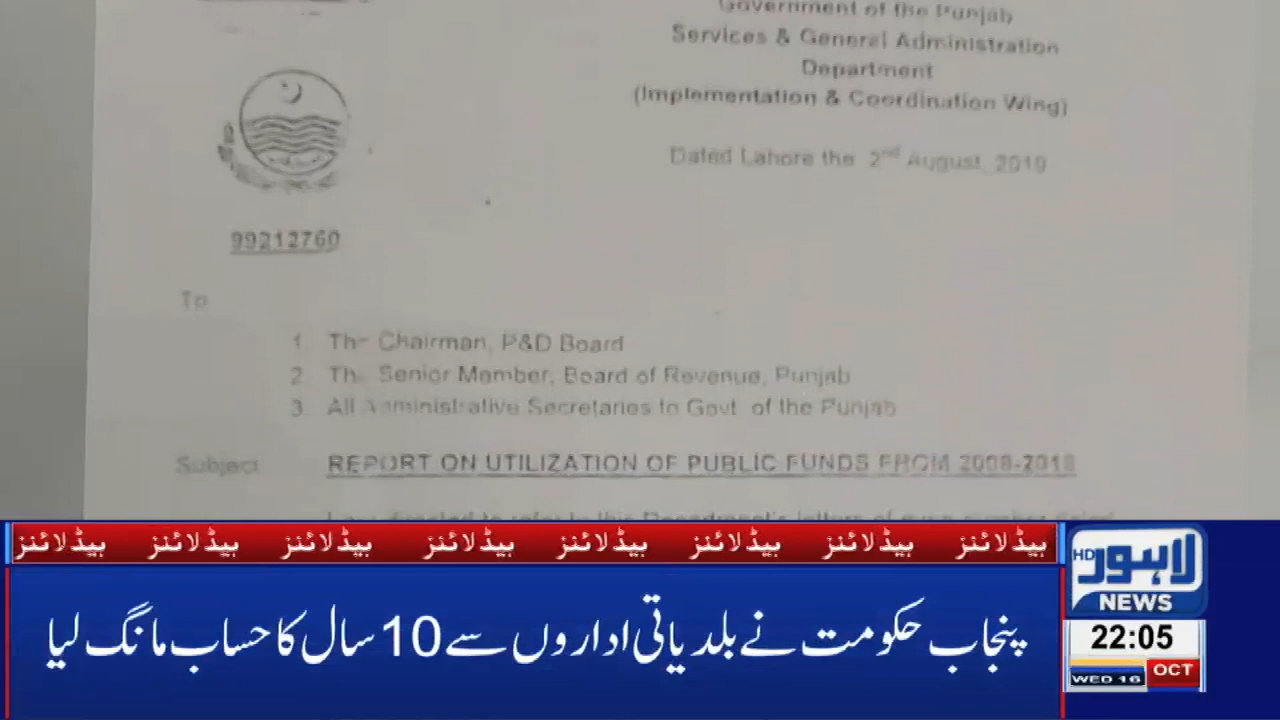 Government of the Punjab
Services & General Administration
Department
(Implementation & Coordination Wing)
Dated Lahore the 2nd August, 2019
99212760
To
1. The Chairman, P&D Board
2. The Senior Member, Board of Revenue, Punjab
3. All Administrative Secretaries to Govt. of the Punjab
Subject REPORT ON UTILIZATION OF PUBLIC FUNDS FROM 2008-2018
ہیڈلائنز ہیڈلائنز ہیڈلائنز ہیڈلائنز ہیڈلائنز ہیڈلائنز ہیڈلائنز ہیڈلائنز
پنجاب حکومت نے بلدیاتی اداروں سے 10 سال کا حساب مانگ لیا
لاہور HD
NEWS
22:05
WED 16 OCT